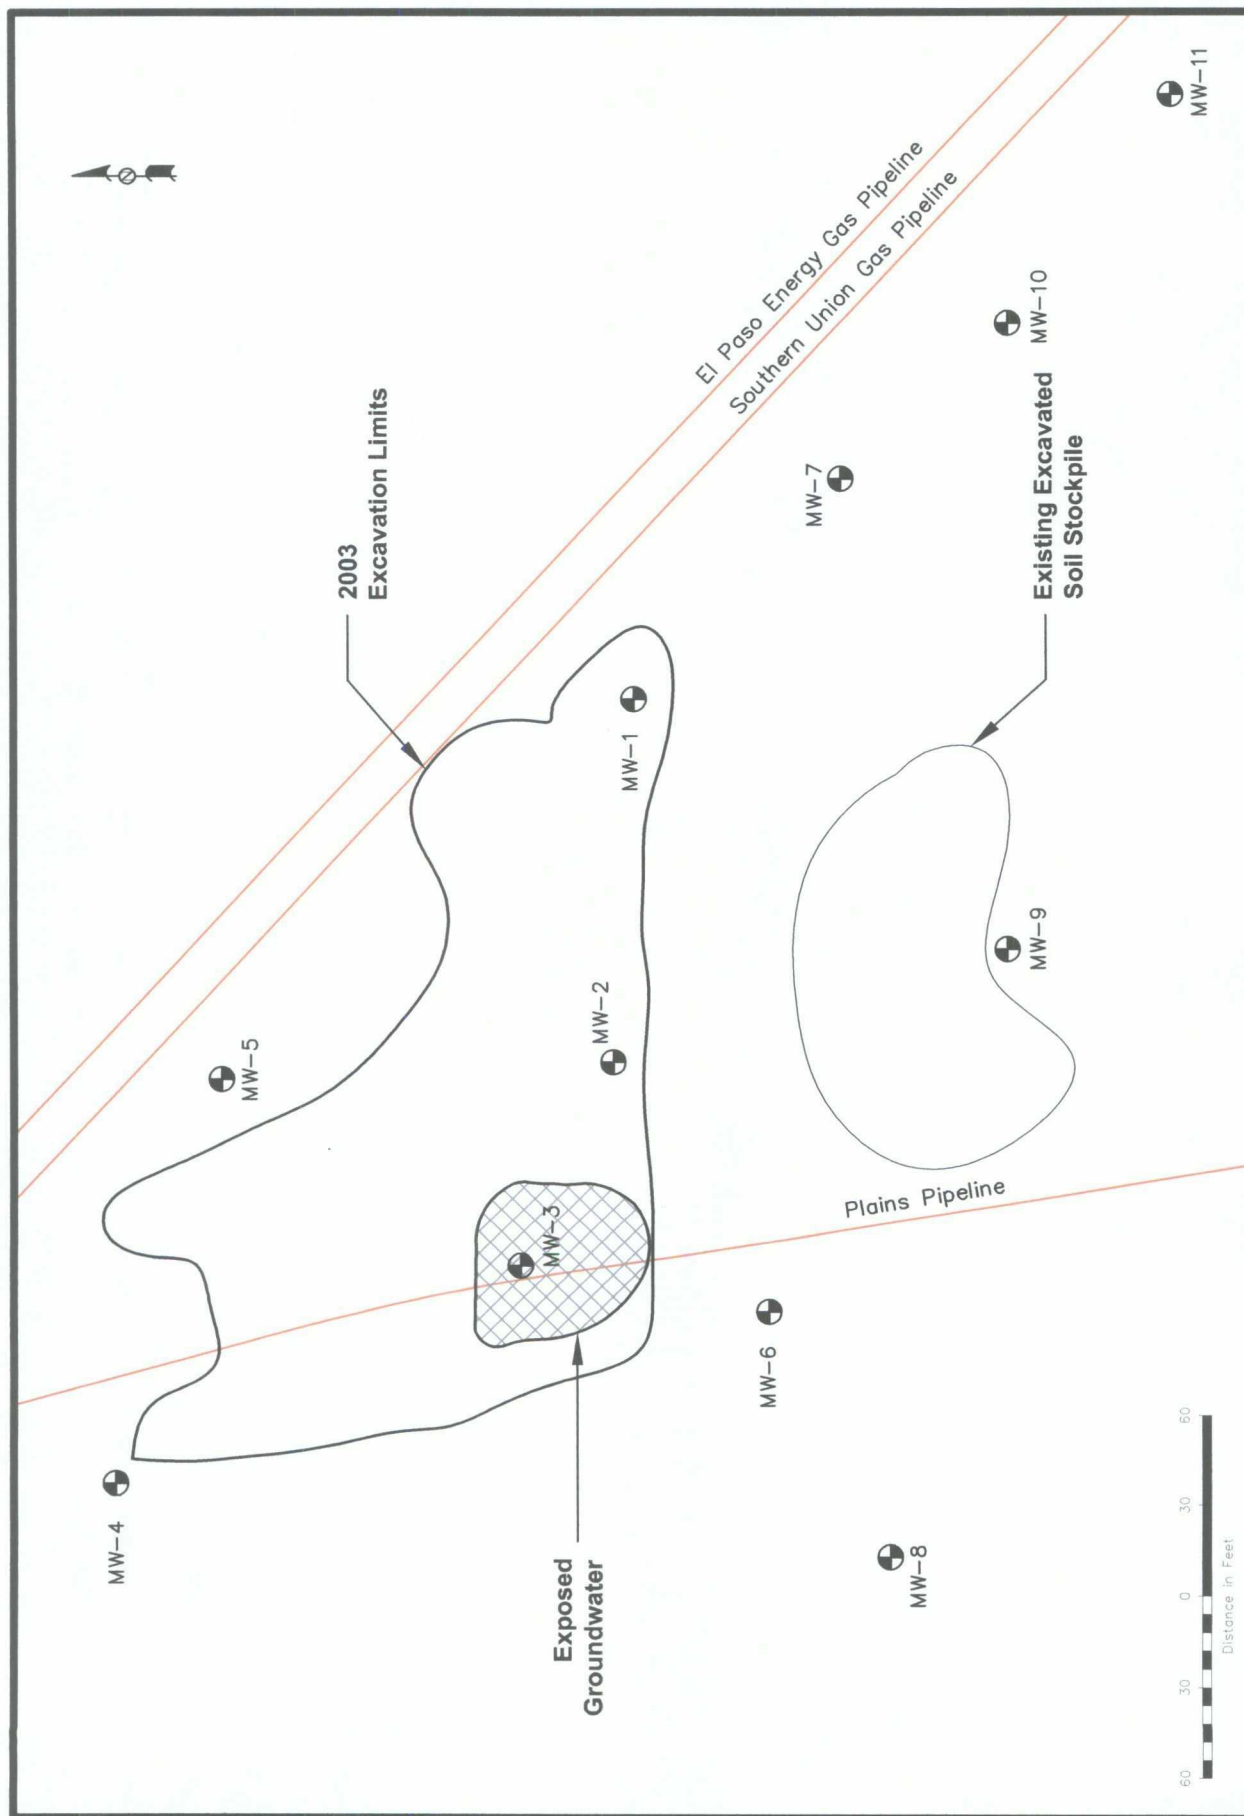 MW-4
MW-5
2003
Excavation Limits
N
El Paso Energy Gas Pipeline
Southern Union Gas Pipeline
MW-3
MW-2
MW-1
Exposed
Groundwater
MW-6
Plains Pipeline
MW-7
MW-8
MW-9
Existing Excavated
Soil Stockpile
MW-10
MW-11
60 30 0 30 60
Distance in Feet